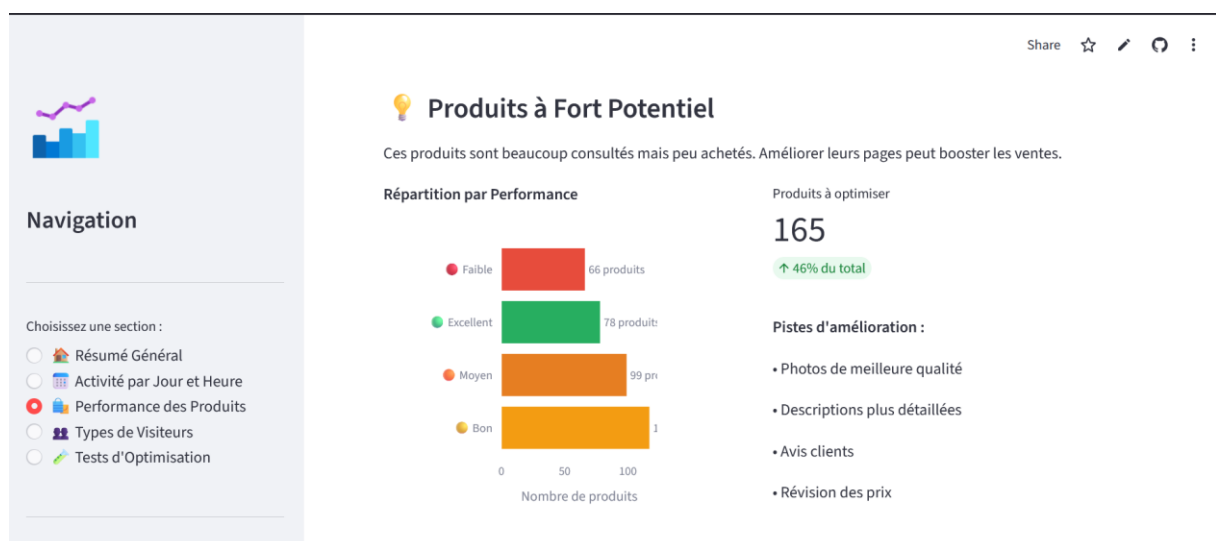 Share
Navigation
Choisissez une section :
Résumé Général
Activité par Jour et Heure
Performance des Produits
Types de Visiteurs
Tests d'Optimisation
Produits à Fort Potentiel
Ces produits sont beaucoup consultés mais peu achetés. Améliorer leurs pages peut booster les ventes.
Répartition par Performance
Faible 66 produits
Excellent 78 produits
Moyen 99
Bon
0 50 100
Nombre de produits
Produits à optimiser
165
↑ 46% du total
Pistes d'amélioration :
• Photos de meilleure qualité
• Descriptions plus détaillées
• Avis clients
• Révision des prix